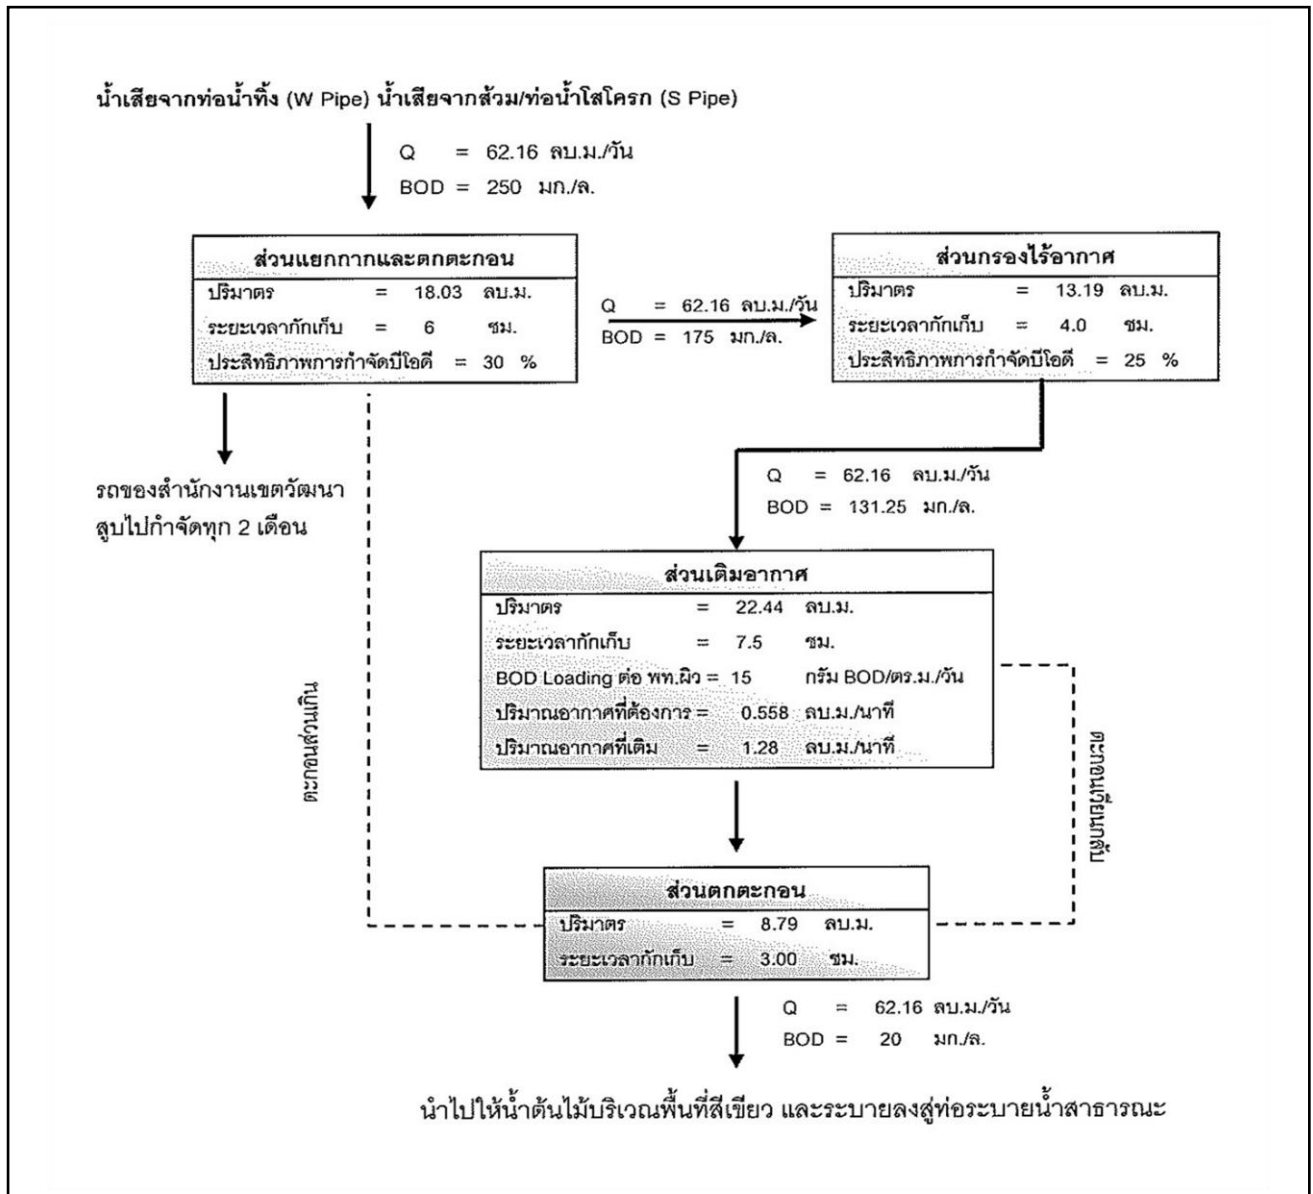 น้ำเสียจากท่อน้ำทิ้ง (W Pipe) น้ำเสียจากส้วม/ท่อน้ำโสโครก (S Pipe)
Q = 62.16 ลบ.ม./วัน
BOD = 250 มก./ล.
ส่วนแยกกากและตกตะกอน
ปริมาตร = 18.03 ลบ.ม.
ระยะเวลากักเก็บ = 6 ชม.
ประสิทธิภาพการกำจัดบีโอดี = 30 %
Q = 62.16 ลบ.ม./วัน
BOD = 175 มก./ล.
ส่วนกรองไร้อากาศ
ปริมาตร = 13.19 ลบ.ม.
ระยะเวลากักเก็บ = 4.0 ชม.
ประสิทธิภาพการกำจัดบีโอดี = 25 %
รถของสำนักงานเขตวัฒนา
สูบไปกำจัดทุก 2 เดือน
Q = 62.16 ลบ.ม./วัน
BOD = 131.25 มก./ล.
ส่วนเติมอากาศ
ปริมาตร = 22.44 ลบ.ม.
ระยะเวลากักเก็บ = 7.5 ชม.
BOD Loading ต่อ พท.ผิว = 15 กรัม BOD/ตร.ม./วัน
ปริมาณอากาศที่ต้องการ = 0.558 ลบ.ม./นาที
ปริมาณอากาศที่เติม = 1.28 ลบ.ม./นาที
ตะกอนส่วนเกิน
ตะกอนเวียนกลับ
ส่วนตกตะกอน
ปริมาตร = 8.79 ลบ.ม.
ระยะเวลากักเก็บ = 3.00 ชม.
Q = 62.16 ลบ.ม./วัน
BOD = 20 มก./ล.
นำไปให้น้ำต้นไม้บริเวณพื้นที่สีเขียว และระบายลงสู่ท่อระบายน้ำสาธารณะ